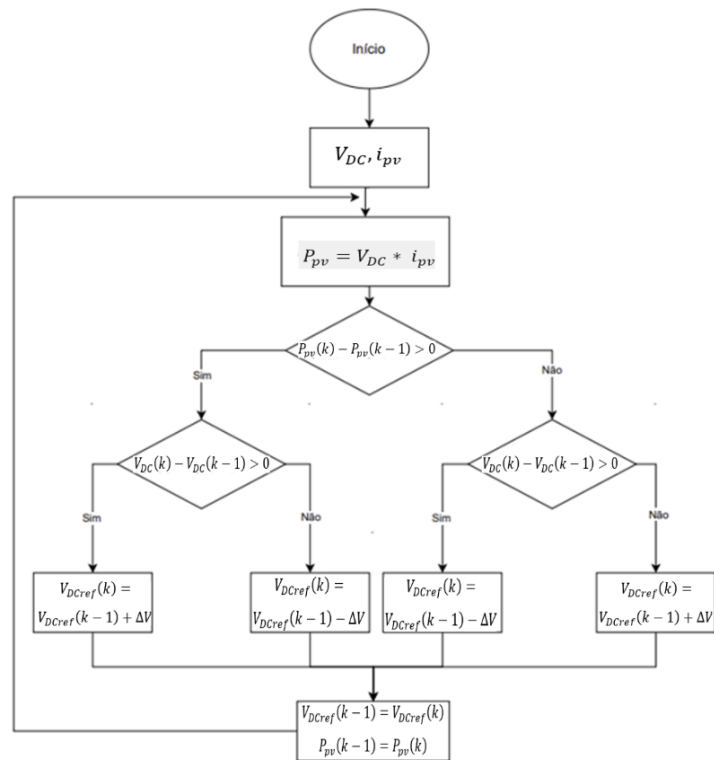 Início
V_DC, i_pv
P_pv = V_DC * i_pv
P_pv(k) − P_pv(k−1) > 0
Sim
Não
V_DC(k) − V_DC(k−1) > 0
V_DC(k) − V_DC(k−1) > 0
Sim
Não
Sim
Não
V_DCref(k) =
V_DCref(k−1) + ΔV
V_DCref(k) =
V_DCref(k−1) − ΔV
V_DCref(k) =
V_DCref(k−1) − ΔV
V_DCref(k) =
V_DCref(k−1) + ΔV
V_DCref(k−1) = V_DCref(k)
P_pv(k−1) = P_pv(k)